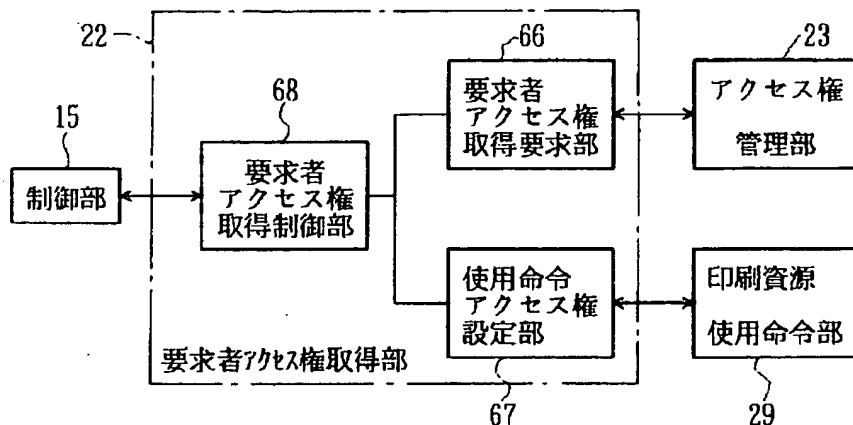 22
66
23
68
15
要求者
アクセス権
取得要求部
アクセス権
管理部
制御部
要求者
アクセス権
取得制御部
使用命令
アクセス権
設定部
印刷資源
使用命令部
要求者アクセス権取得部
67
29